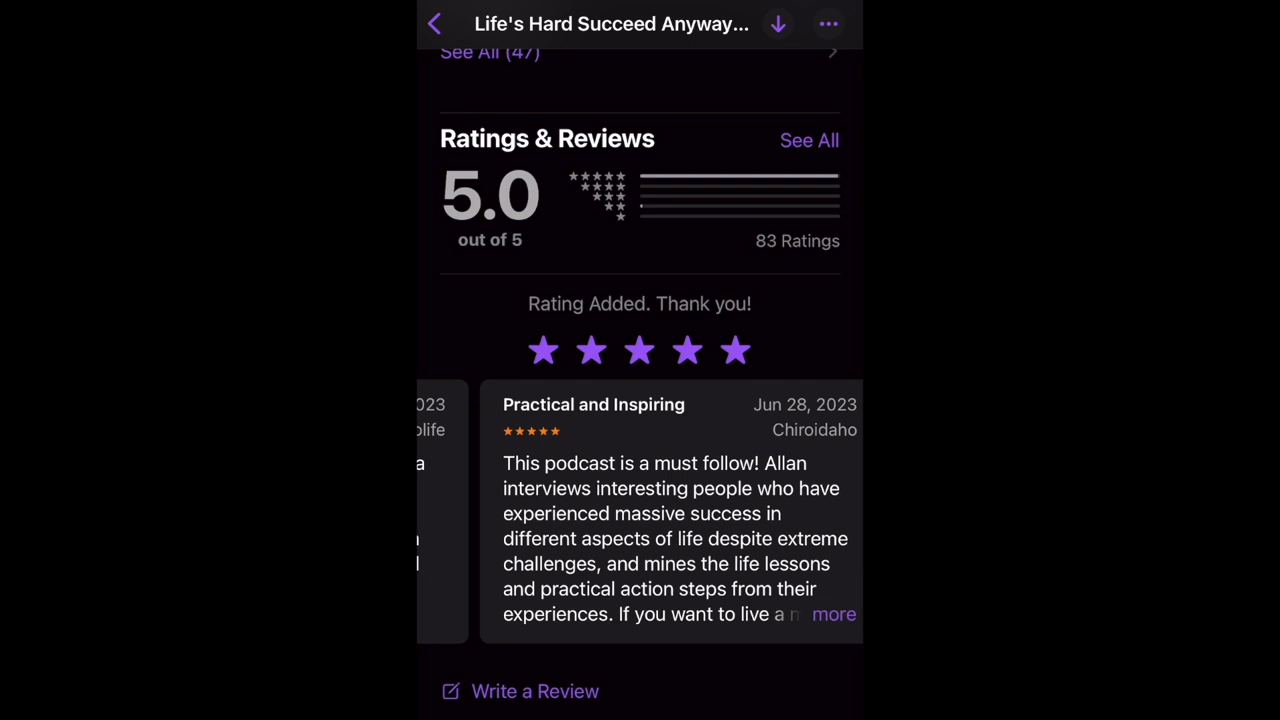 Life's Hard Succeed Anyway...
See All (47)
Ratings & Reviews
See All
5.0
out of 5
83 Ratings
Rating Added. Thank you!
023
olife
a
Practical and Inspiring
Jun 28, 2023
Chiroidaho
This podcast is a must follow! Allan
interviews interesting people who have
experienced massive success in
different aspects of life despite extreme
challenges, and mines the life lessons
and practical action steps from their
experiences. If you want to live a more
Write a Review